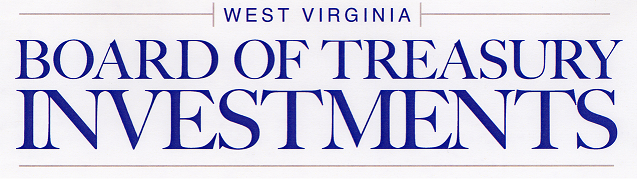 WEST VIRGINIA
BOARD OF TREASURY
INVESTMENTS